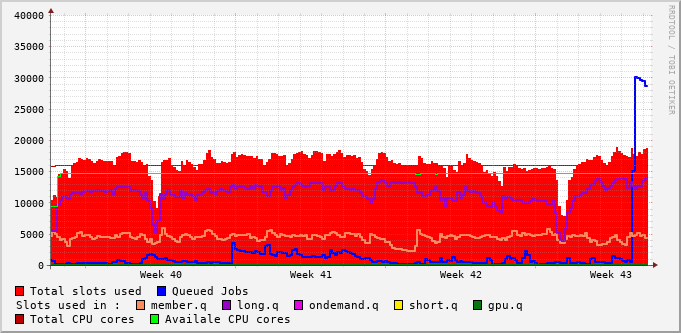 RRDTOOL / TOBI OETIKER
40000
35000
30000
25000
20000
15000
10000
5000
0
Week 40 Week 41 Week 42 Week 43
Total slots used Queued Jobs
Slots used in : member.q long.q ondemand.q short.q gpu.q
Total CPU cores Availale CPU cores